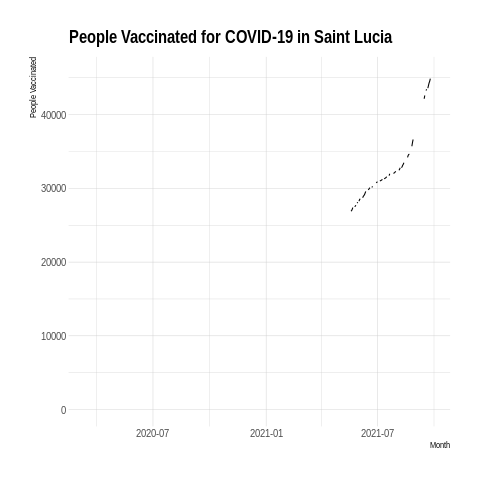 People Vaccinated for COVID-19 in Saint Lucia
People Vaccinated
40000
30000
20000
10000
0
2020-07 2021-01 2021-07
Month